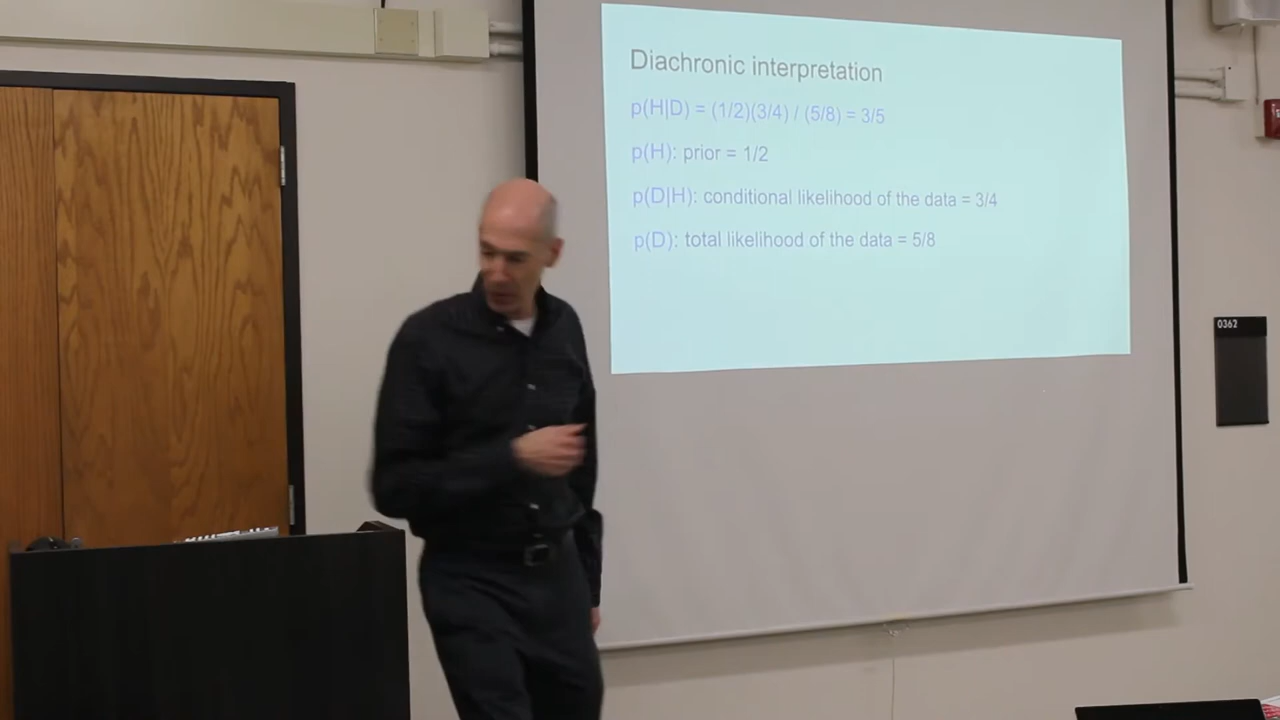 Diachronic interpretation
p(H|D) = (1/2)(3/4) / (5/8) = 3/5
p(H): prior = 1/2
p(D|H): conditional likelihood of the data = 3/4
p(D): total likelihood of the data = 5/8
0362